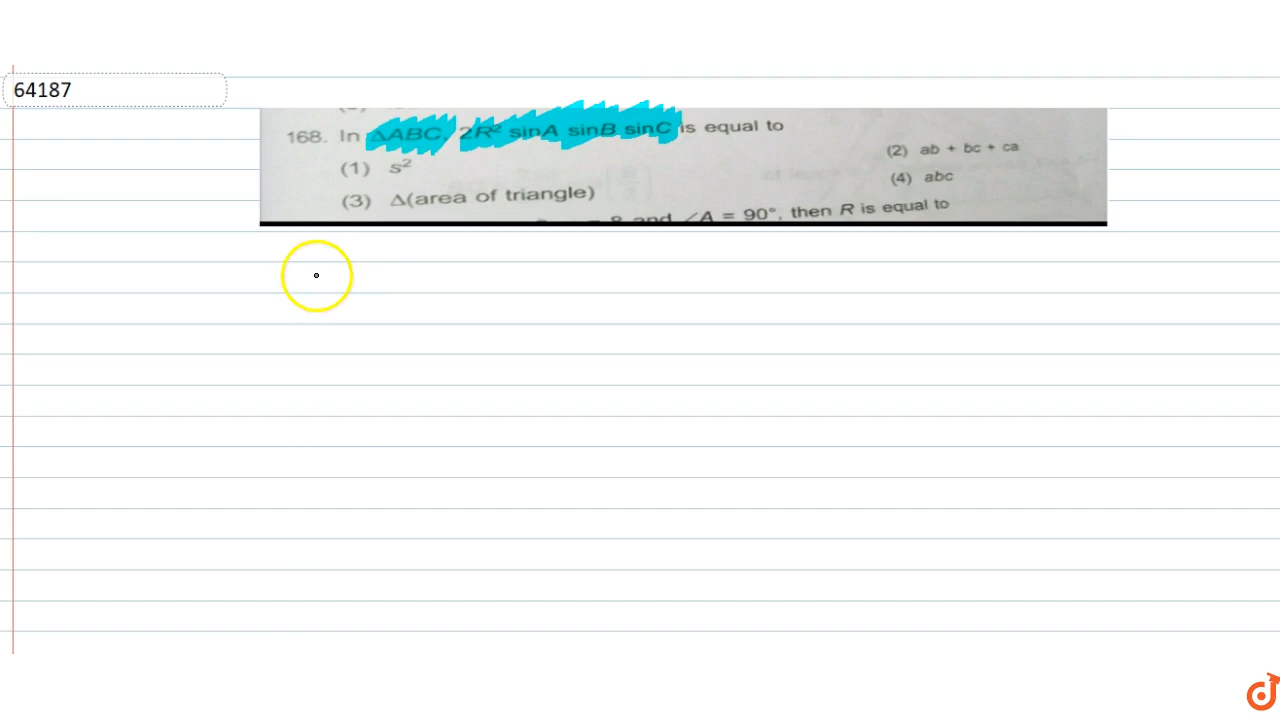 64187
168. In ΔABC, 2R² sinA sinB sinC is equal to
(1) s²
(2) ab + bc + ca
(3) Δ(area of triangle)
(4) abc
= 8 and ∠A = 90°, then R is equal to